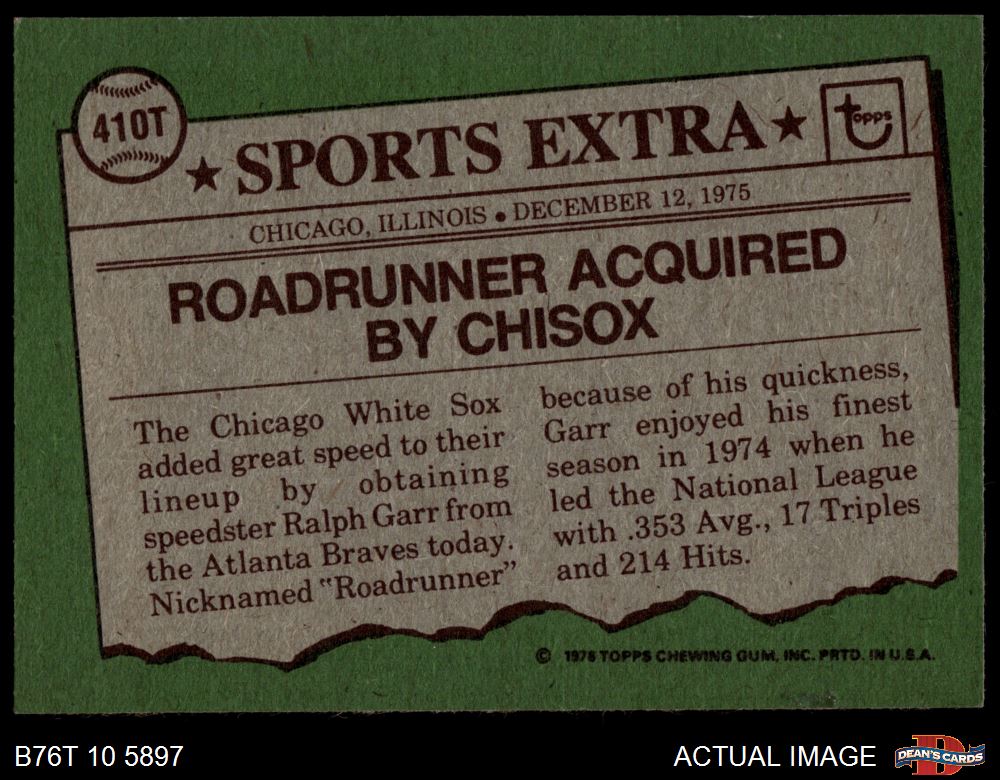 410T
★ SPORTS EXTRA ★
topps
CHICAGO, ILLINOIS ● DECEMBER 12, 1975
ROADRUNNER ACQUIRED
BY CHISOX
The Chicago White Sox
added great speed to their
lineup by obtaining
speedster Ralph Garr from
the Atlanta Braves today.
Nicknamed "Roadrunner"
because of his quickness,
Garr enjoyed his finest
season in 1974 when he
led the National League
with .353 Avg., 17 Triples
and 214 Hits.
© 1976 TOPPS CHEWING GUM, INC. PRTD. IN U.S.A.
B76T 10 5897
ACTUAL IMAGE
D
DEAN'S CARDS